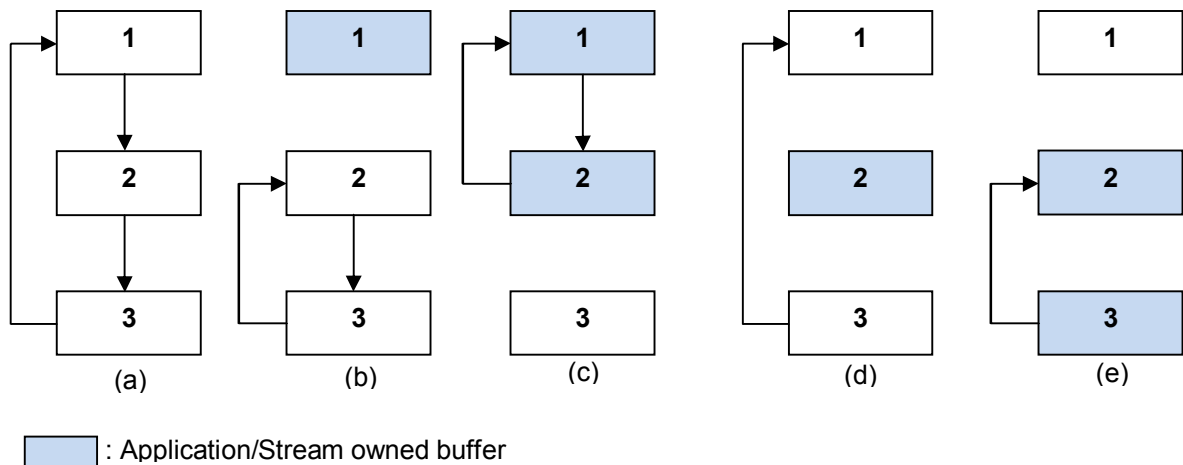 1 1 1 1 1
2 2 2 2 2
3 3 3 3 3
(a) (b) (c) (d) (e)
: Application/Stream owned buffer